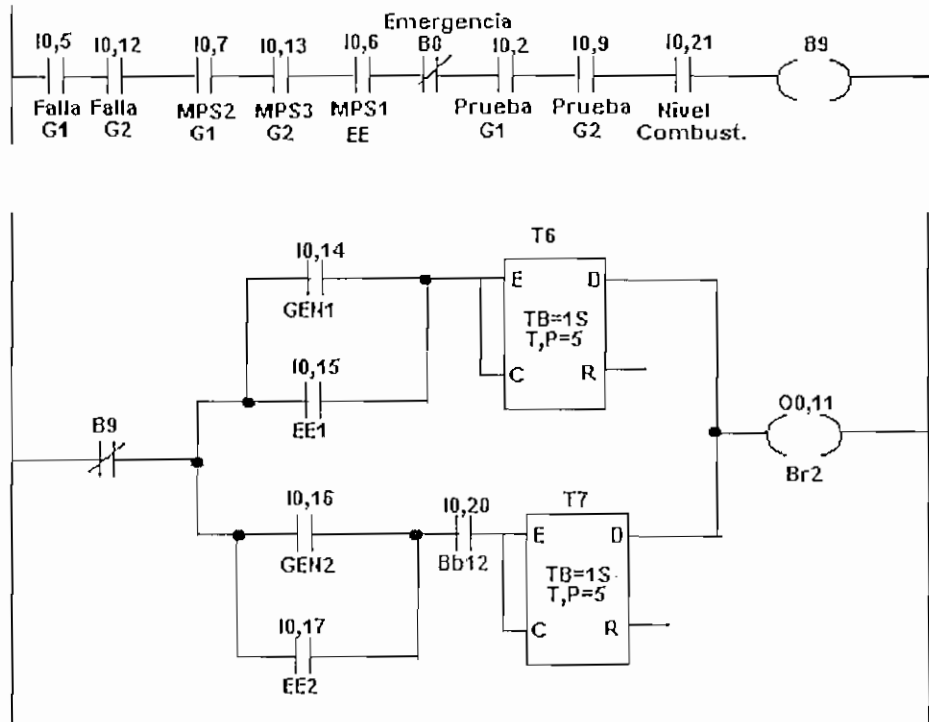 Emergencia
I0,5 I0,12 I0,7 I0,13 I0,6 B0 I0,2 I0,9 I0,21 B9
Falla Falla MPS2 MPS3 MPS1 Prueba Prueba Nivel
G1 G2 G1 G2 EE G1 G2 Combust.
T6
I0,14
GEN1
E D
TB=1S
T,P=5
C R
I0,15
EE1
B9
O0,11
Br2
I0,16
GEN2
I0,20
Bb12
T7
E D
TB=1S
T,P=5
C R
I0,17
EE2